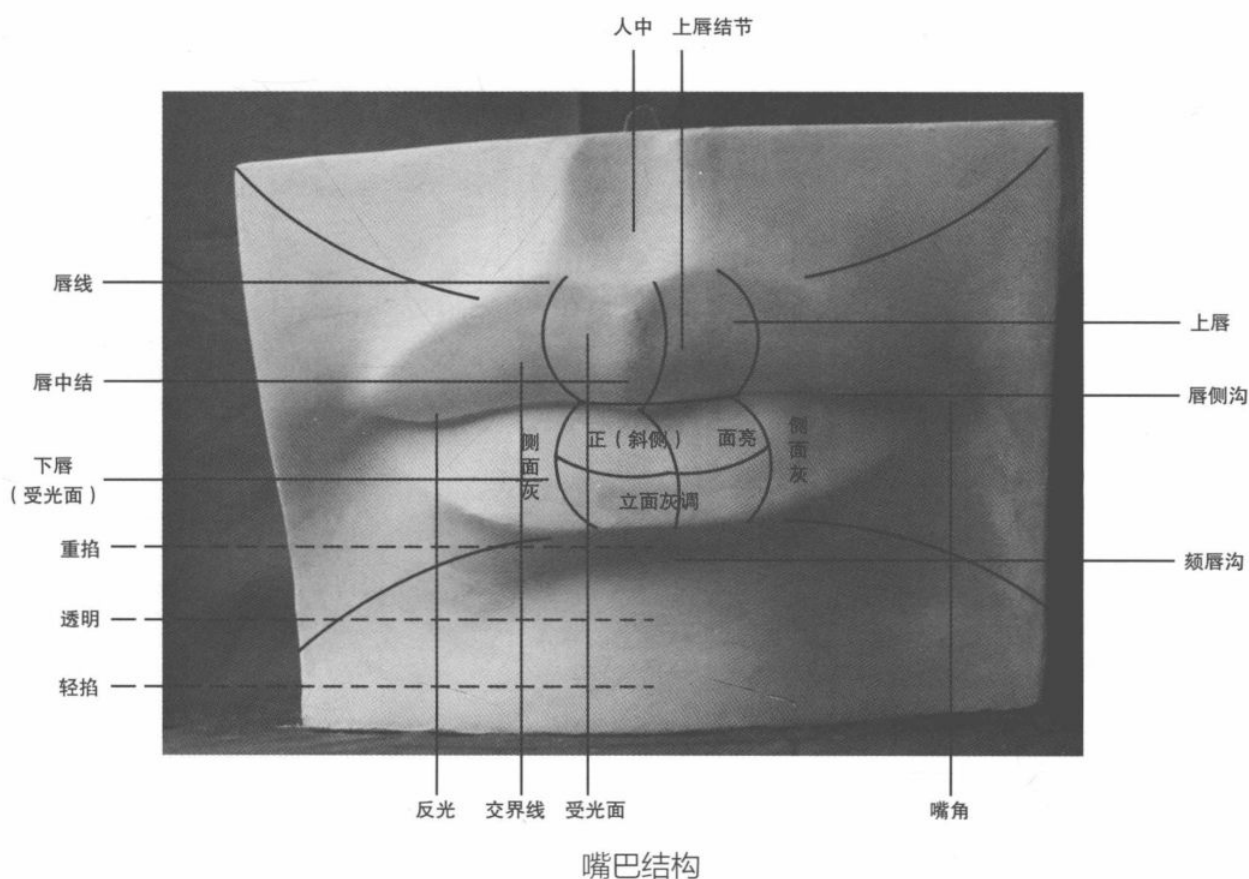 人中
上唇结节
唇线
上唇
唇中结
唇侧沟
侧面灰
正（斜侧）
面亮
侧面灰
下唇
（受光面）
立面灰调
重掐
颏唇沟
透明
轻掐
反光
交界线
受光面
嘴角
嘴巴结构